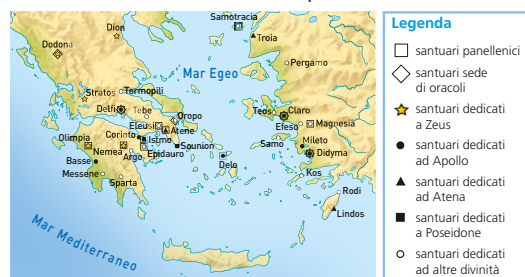 Samotracia
Dion
Troia
Dodona
Pergamo
Mar Egeo
Stratos
Termopili
Delfi
Tebe
Oropo
Teos
Claro
Eleusi
Atene
Efeso
Magnesia
Olimpia
Corinto
Istmo
Samo
Mileto
Nemea
Sounion
Epidauro
Didyma
Basse
Argo
Delo
Messene
Kos
Sparta
Rodi
Lindos
Mar Mediterraneo
Legenda
santuari panellenici
santuari sede
di oracoli
santuari dedicati
a Zeus
santuari dedicati
ad Apollo
santuari dedicati
ad Atena
santuari dedicati
a Poseidone
santuari dedicati
ad altre divinità